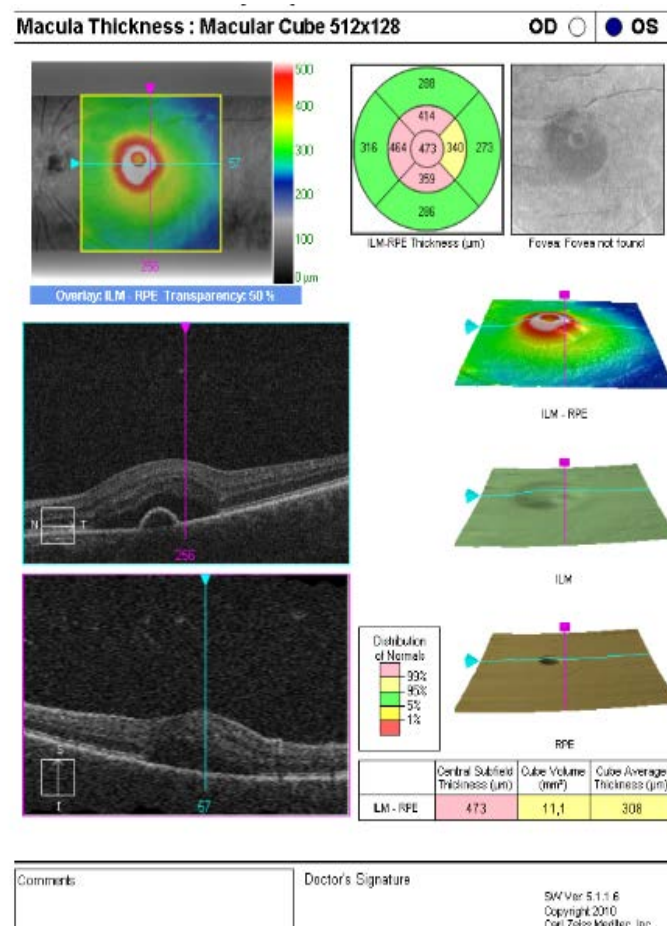 Macula Thickness : Macular Cube 512x128
OD OS
500
400
300
200
100
0 µm
57
256
Overlay: ILM - RPE Transparency: 50 %
288
414
316 464 473 340 273
359
286
ILM-RPE Thickness (µm)
Fovea: Fovea not found
ILM - RPE
N T
256
ILM
S
I
57
Distribution
of Normals
99%
95%
5%
1%
RPE
Central Subfield Thickness (µm)
Cube Volume (mm³)
Cube Average Thickness (µm)
ILM - RPE 473 11,1 308
Comments
Doctor's Signature
SW Ver: 5.1.1.6
Copyright 2010
Carl Zeiss Meditec, Inc